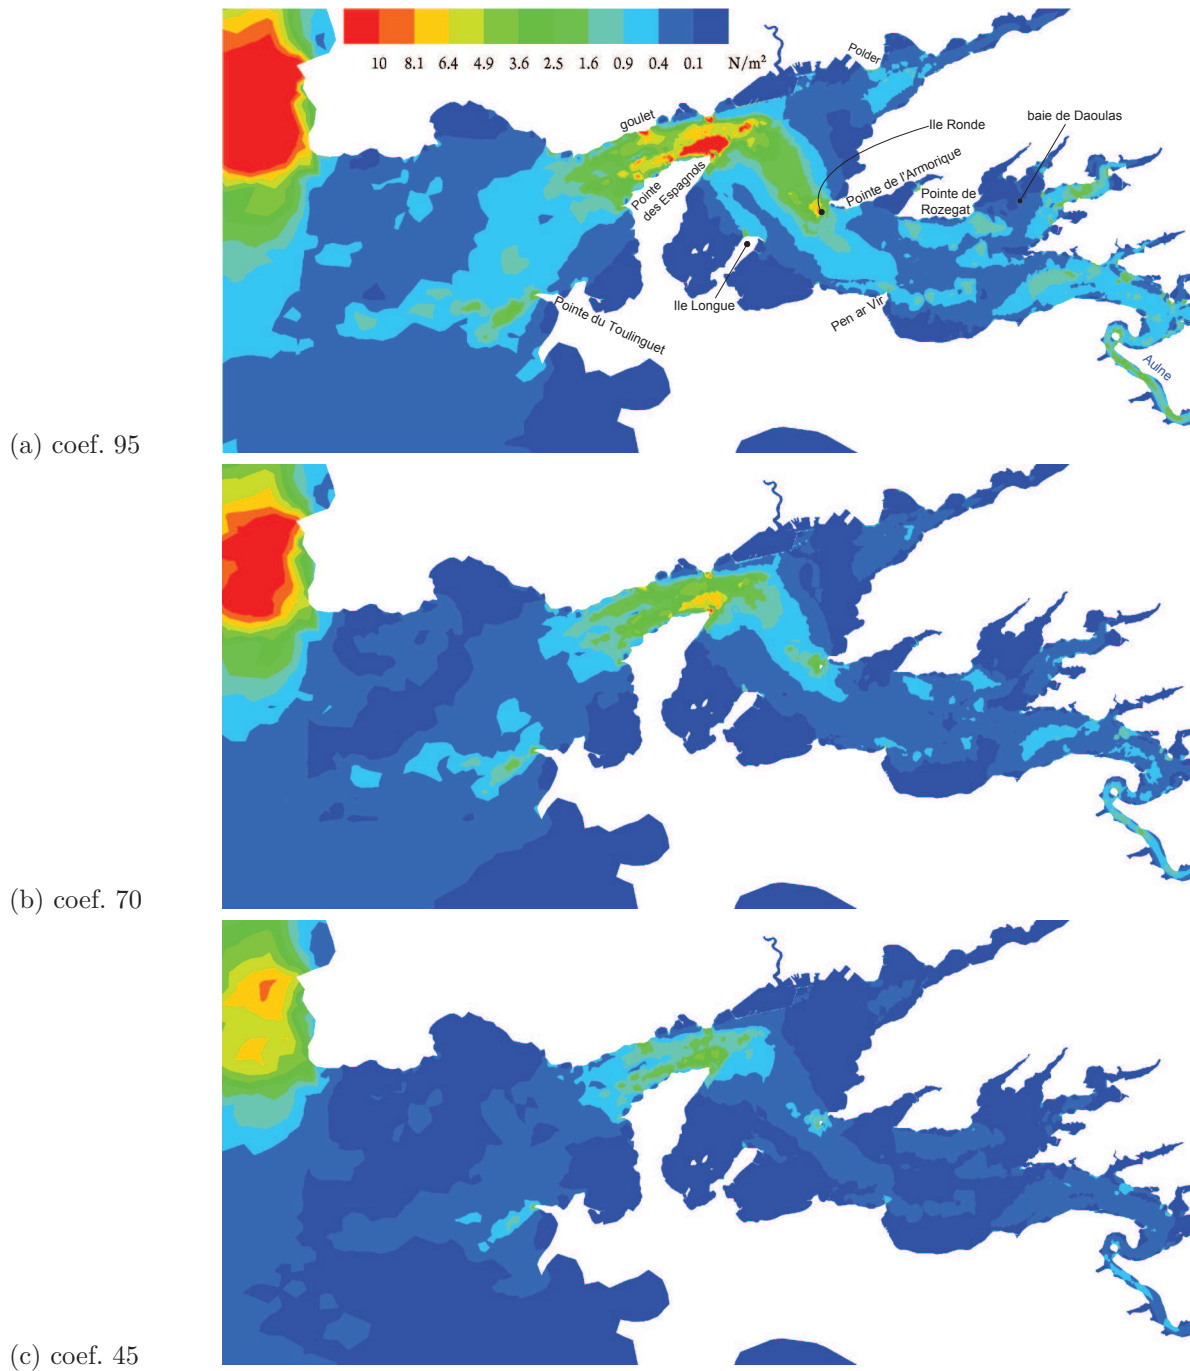 10 8.1 6.4 4.9 3.6 2.5 1.6 0.9 0.4 0.1 N/m²
Polder
goulet
Ile Ronde
baie de Daoulas
Pointe de l'Armorique
Pointe
des Espagnols
Pointe de
Rozegat
Ile Longue
Pen ar Vir
Pointe du Toulinguet
Aulne
(a) coef. 95
(b) coef. 70
(c) coef. 45